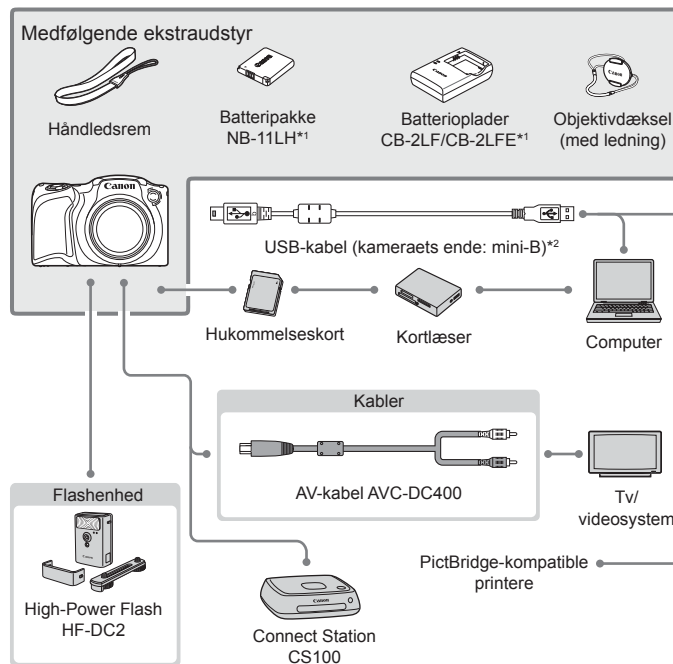 Medfølgende ekstraudstyr
Håndledsrem
Batteripakke
NB-11LH*1
Batterioplader
CB-2LF/CB-2LFE*1
Objektivdæksel
(med ledning)
Canon
USB-kabel (kameraets ende: mini-B)*2
Hukommelseskort
Kortlæser
Computer
Kabler
AV-kabel AVC-DC400
Tv/
videosystem
Flashenhed
High-Power Flash
HF-DC2
Canon
Connect Station
CS100
PictBridge-kompatible
printere